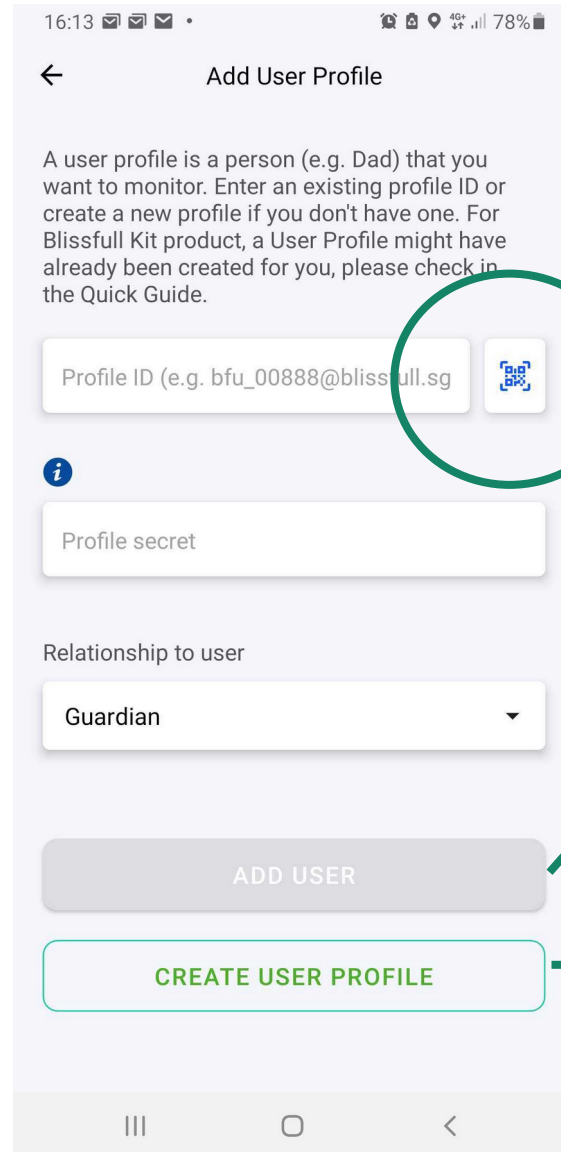 16:13
4G+ 78%
Add User Profile
A user profile is a person (e.g. Dad) that you
want to monitor. Enter an existing profile ID or
create a new profile if you don't have one. For
Blissfull Kit product, a User Profile might have
already been created for you, please check in
the Quick Guide.
Profile ID (e.g. bfu_00888@blissfull.sg
i
Profile secret
Relationship to user
Guardian
ADD USER
CREATE USER PROFILE